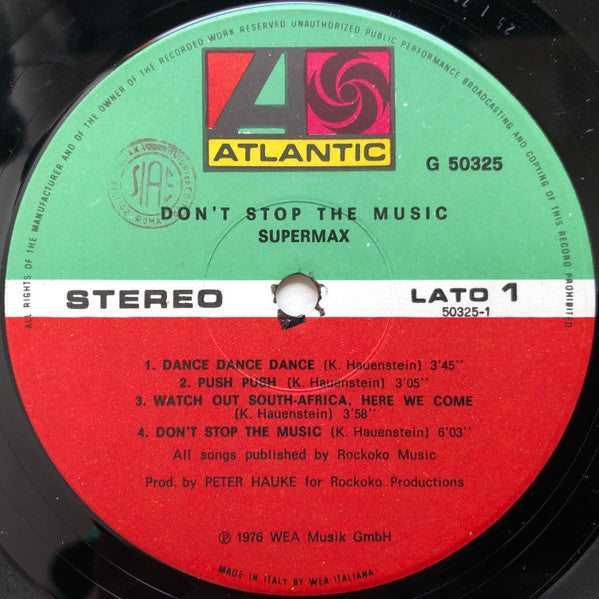 ALL RIGHTS OF THE MANUFACTURER AND OF THE OWNER OF THE RECORDED WORK RESERVED UNAUTHORIZED PUBLIC PERFORMANCE BROADCASTING AND COPYING OF THIS RECORD PROHIBITED
A
ATLANTIC
G 50325
SIAE
ROMA
DON'T STOP THE MUSIC
SUPERMAX
STEREO
LATO 1
50325-1
1. DANCE DANCE DANCE (K. Hauenstein) 3'45''
2. PUSH PUSH (K. Hauenstein) 3'05''
3. WATCH OUT SOUTH-AFRICA, HERE WE COME
(K. Hauenstein) 3'58''
4. DON'T STOP THE MUSIC (K. Hauenstein) 6'03''
All songs published by Rockoko Music
Prod. by PETER HAUKE for Rockoko Productions
℗ 1976 WEA Musik GmbH
MADE IN ITALY BY WEA ITALIANA